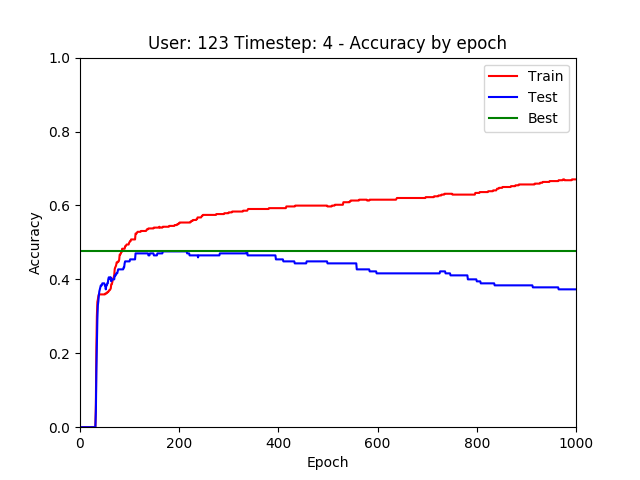 User: 123 Timestep: 4 - Accuracy by epoch
1.0
Train
Test
Best
0.8
0.6
Accuracy
0.4
0.2
0.0
0 200 400 600 800 1000
Epoch